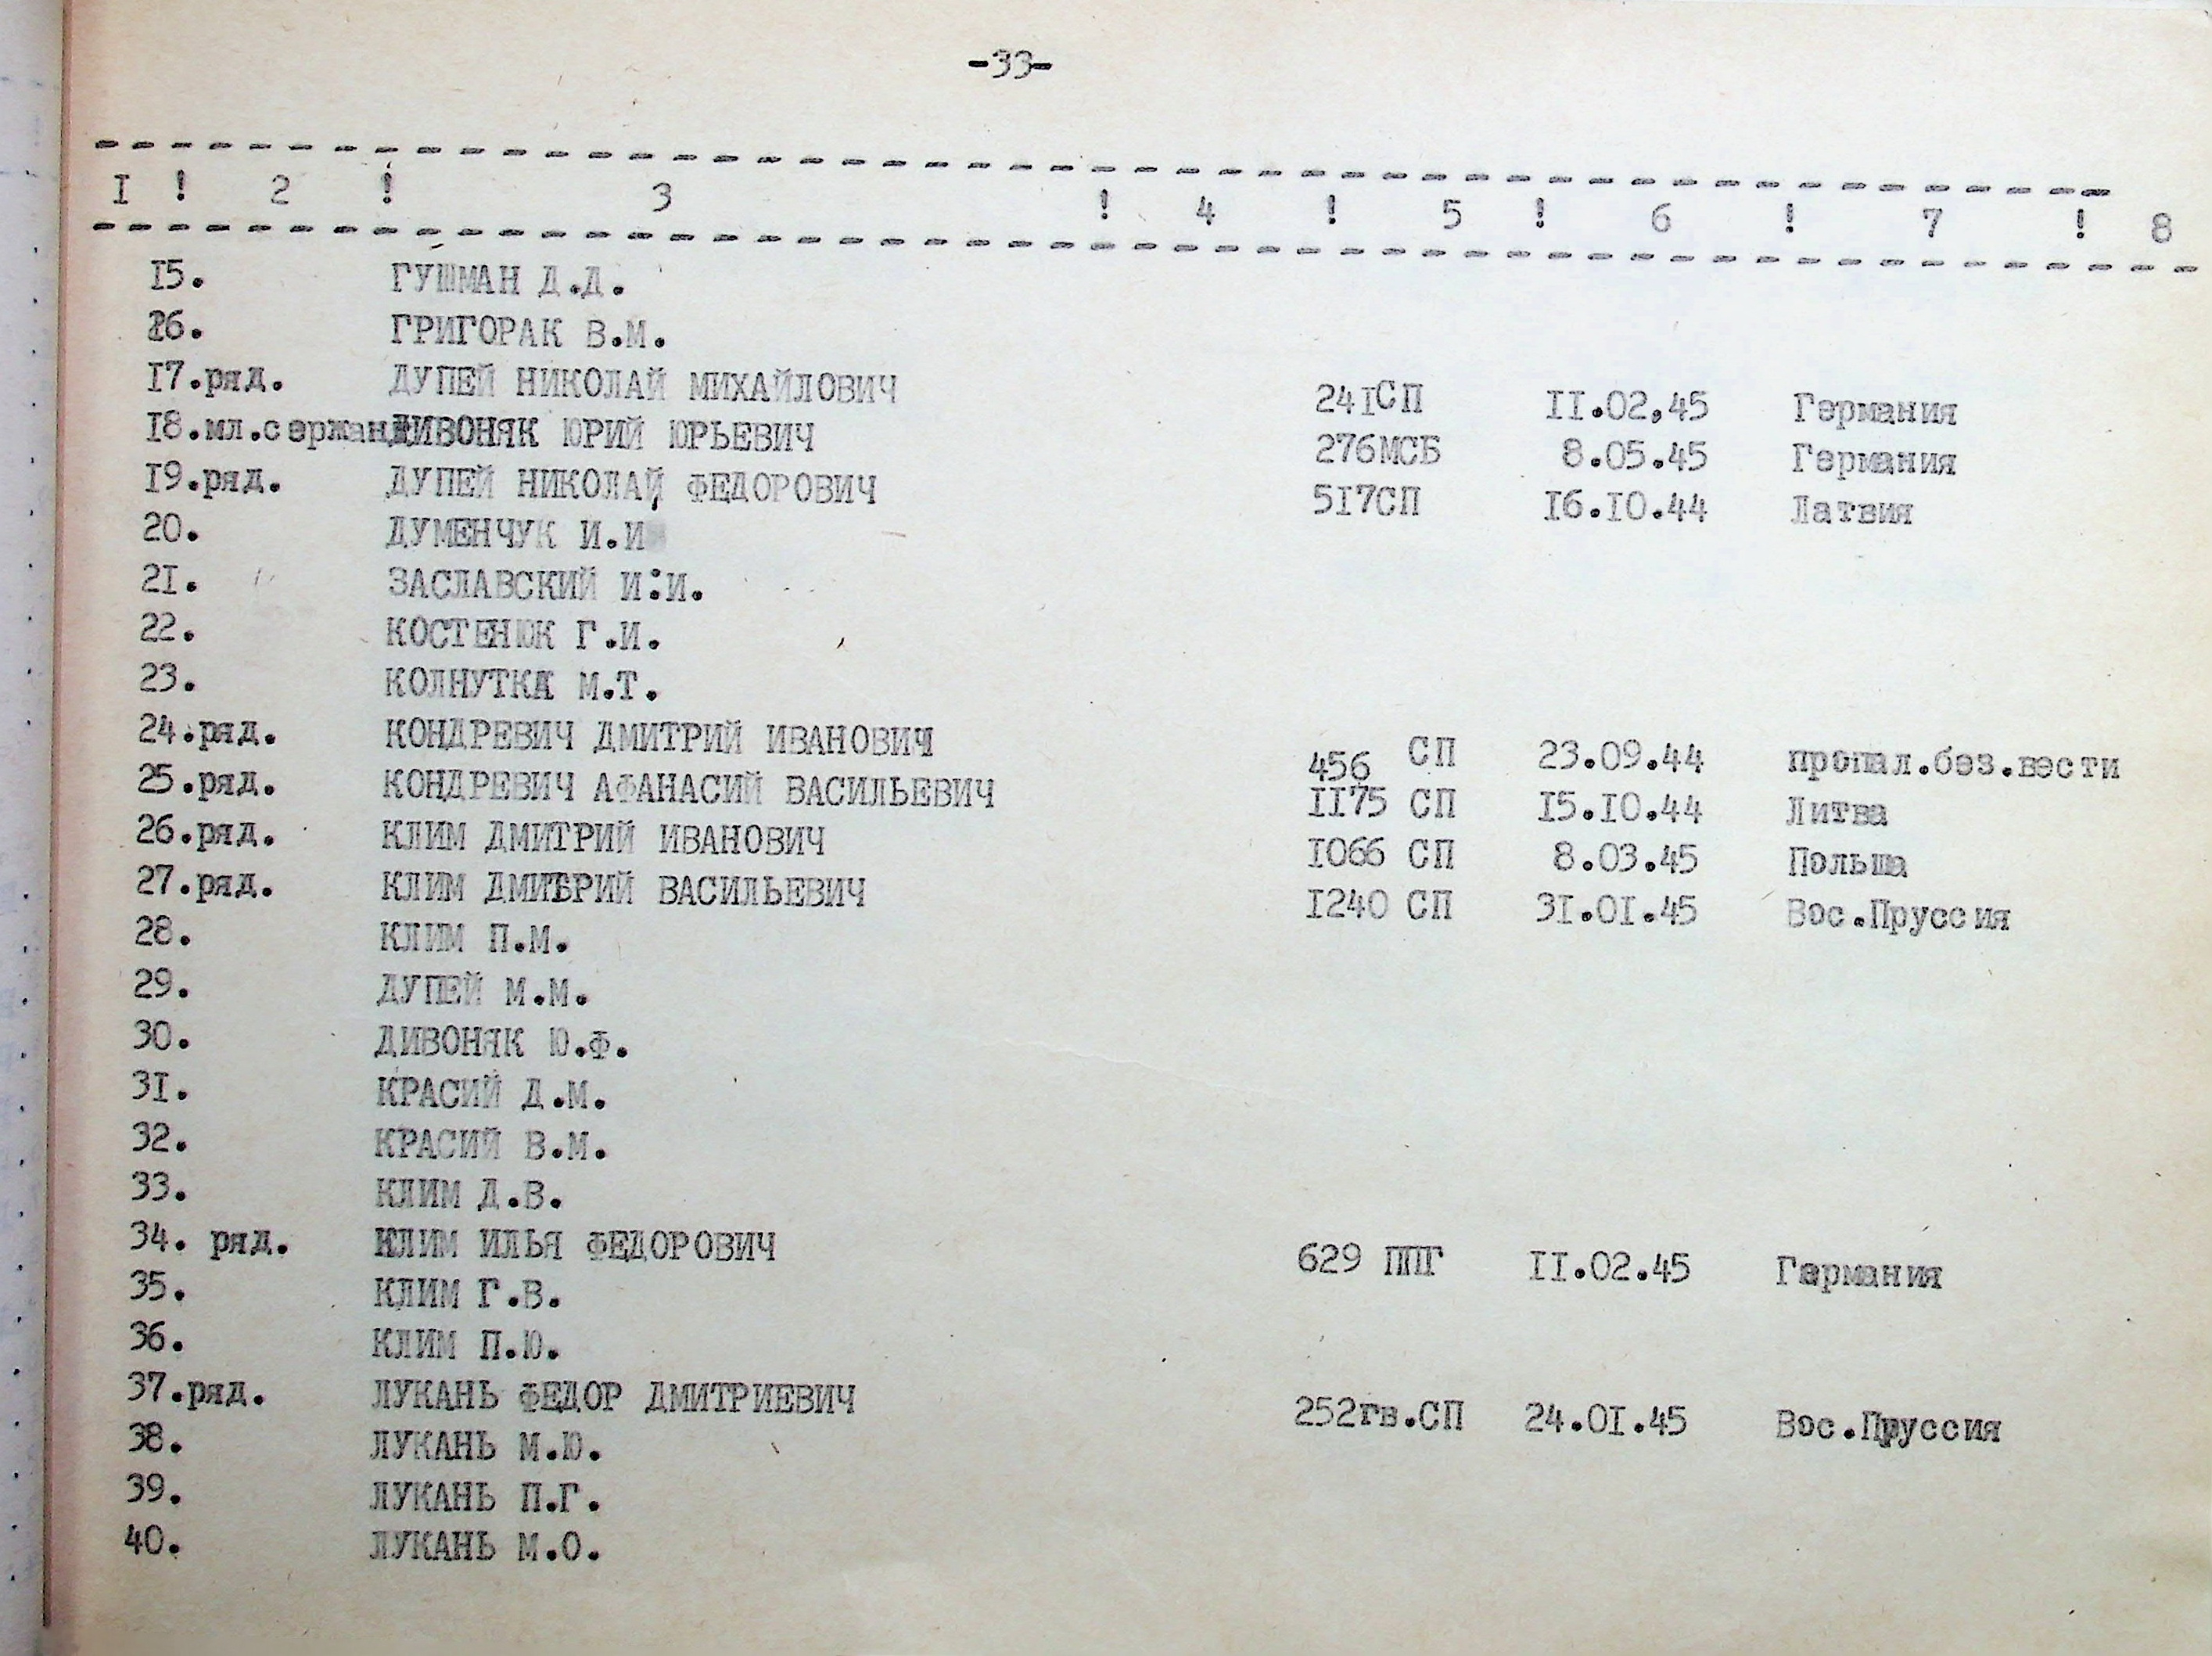 -33-
I ! 2 ! 3 ! 4 ! 5 ! 6 ! 7 ! 8
I5. ГУШМАН Д.Д.
26. ГРИГОРАК В.М.
I7.ряд. ДУПЕЙ НИКОЛАЙ МИХАЙЛОВИЧ 24IСП II.02.45 Германия
I8.мл.сержант ДИВОНЯК ЮРИЙ ЮРЬЕВИЧ 276МСБ 8.05.45 Германия
I9.ряд. ДУПЕЙ НИКОЛАЙ ФЕДОРОВИЧ 5I7СП I6.I0.44 Латвия
20. ДУМЕНЧУК И.И
2I. ЗАСЛАВСКИЙ И.И.
22. КОСТЕНЮК Г.И.
23. КОЛНУТКА М.Т.
24.ряд. КОНДРЕВИЧ ДМИТРИЙ ИВАНОВИЧ 456 СП 23.09.44 пропал.без.вести
25.ряд. КОНДРЕВИЧ АФАНАСИЙ ВАСИЛЬЕВИЧ II75 СП I5.I0.44 Литва
26.ряд. КЛИМ ДМИТРИЙ ИВАНОВИЧ I066 СП 8.03.45 Польша
27.ряд. КЛИМ ДМИТРИЙ ВАСИЛЬЕВИЧ I240 СП 3I.0I.45 Вос.Пруссия
28. КЛИМ П.М.
29. ДУПЕЙ М.М.
30. ДИВОНЯК Ю.Ф.
3I. КРАСИЙ Д.М.
32. КРАСИЙ В.М.
33. КЛИМ Д.В.
34. ряд. КЛИМ ИЛЬЯ ФЕДОРОВИЧ 629 ППГ II.02.45 Германия
35. КЛИМ Г.В.
36. КЛИМ П.Ю.
37.ряд. ЛУКАНЬ ФЕДОР ДМИТРИЕВИЧ 252гв.СП 24.0I.45 Вос.Пруссия
38. ЛУКАНЬ М.Ю.
39. ЛУКАНЬ П.Г.
40. ЛУКАНЬ М.О.